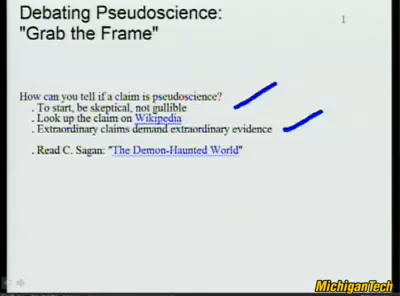 Debating Pseudoscience:
"Grab the Frame"
How can you tell if a claim is pseudoscience?
. To start, be skeptical, not gullible
. Look up the claim on Wikipedia
. Extraordinary claims demand extraordinary evidence
. Read C. Sagan: "The Demon-Haunted World"
MichiganTech